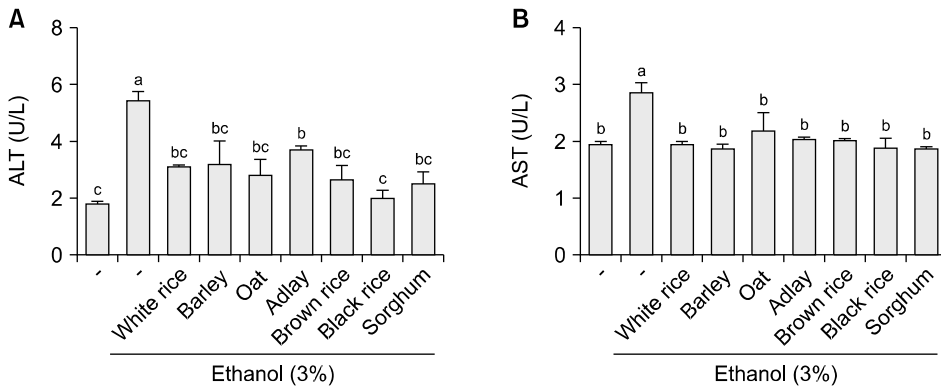 A
ALT (U/L)
8
6
4
2
0
c
a
bc
bc
bc
b
bc
c
bc
-
-
White rice
Barley
Oat
Adlay
Brown rice
Black rice
Sorghum
Ethanol (3%)
B
AST (U/L)
4
3
2
1
0
b
a
b
b
b
b
b
b
b
-
-
White rice
Barley
Oat
Adlay
Brown rice
Black rice
Sorghum
Ethanol (3%)